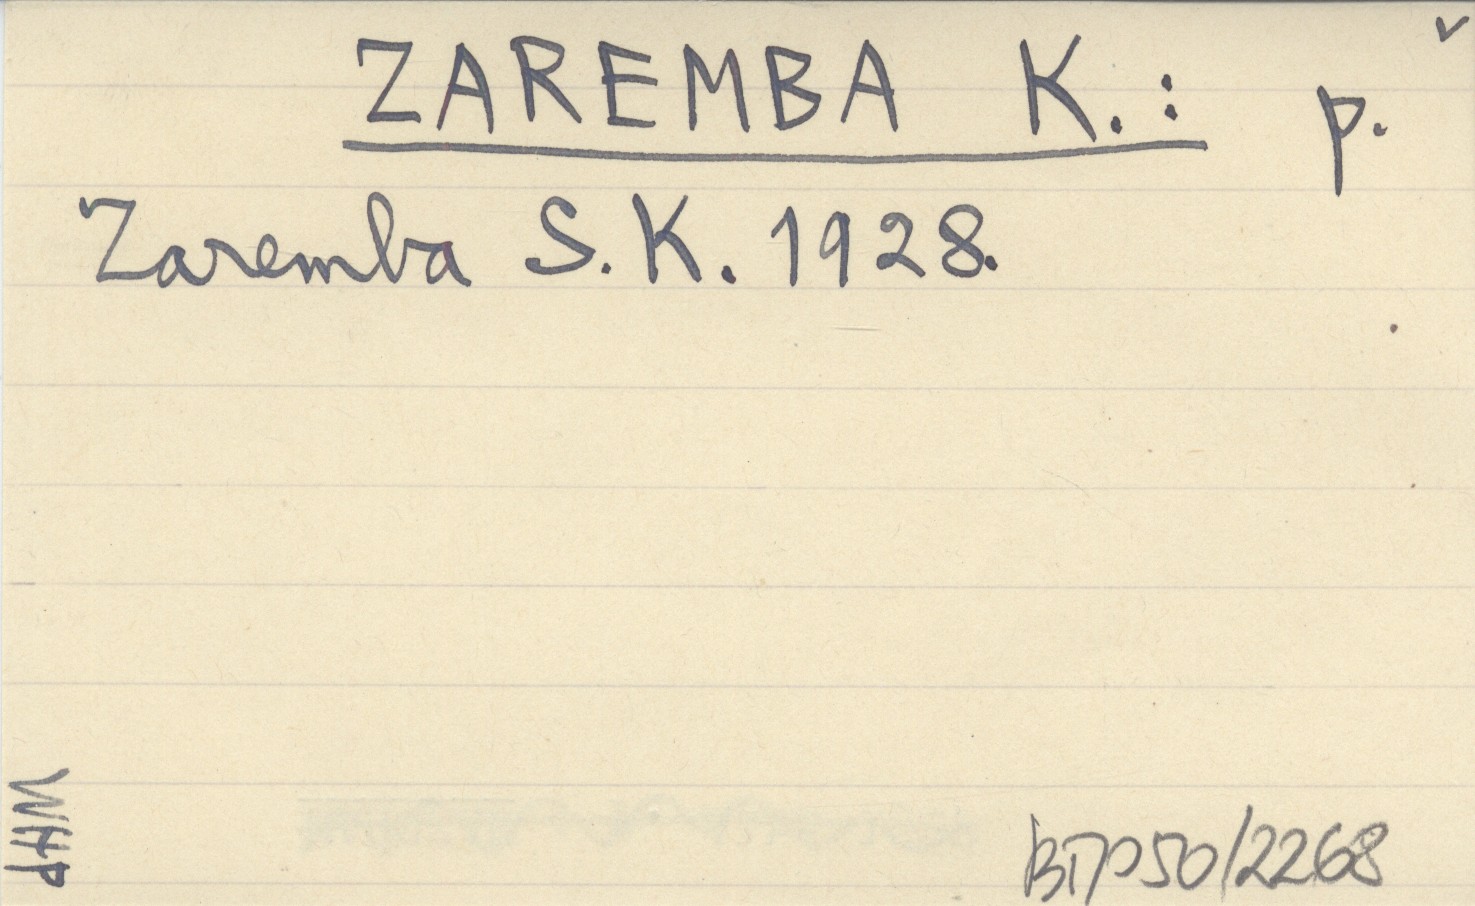 v
ZAREMBA K.: p.
Zaremba S.K. 1928.
WHP
BTP50/2268